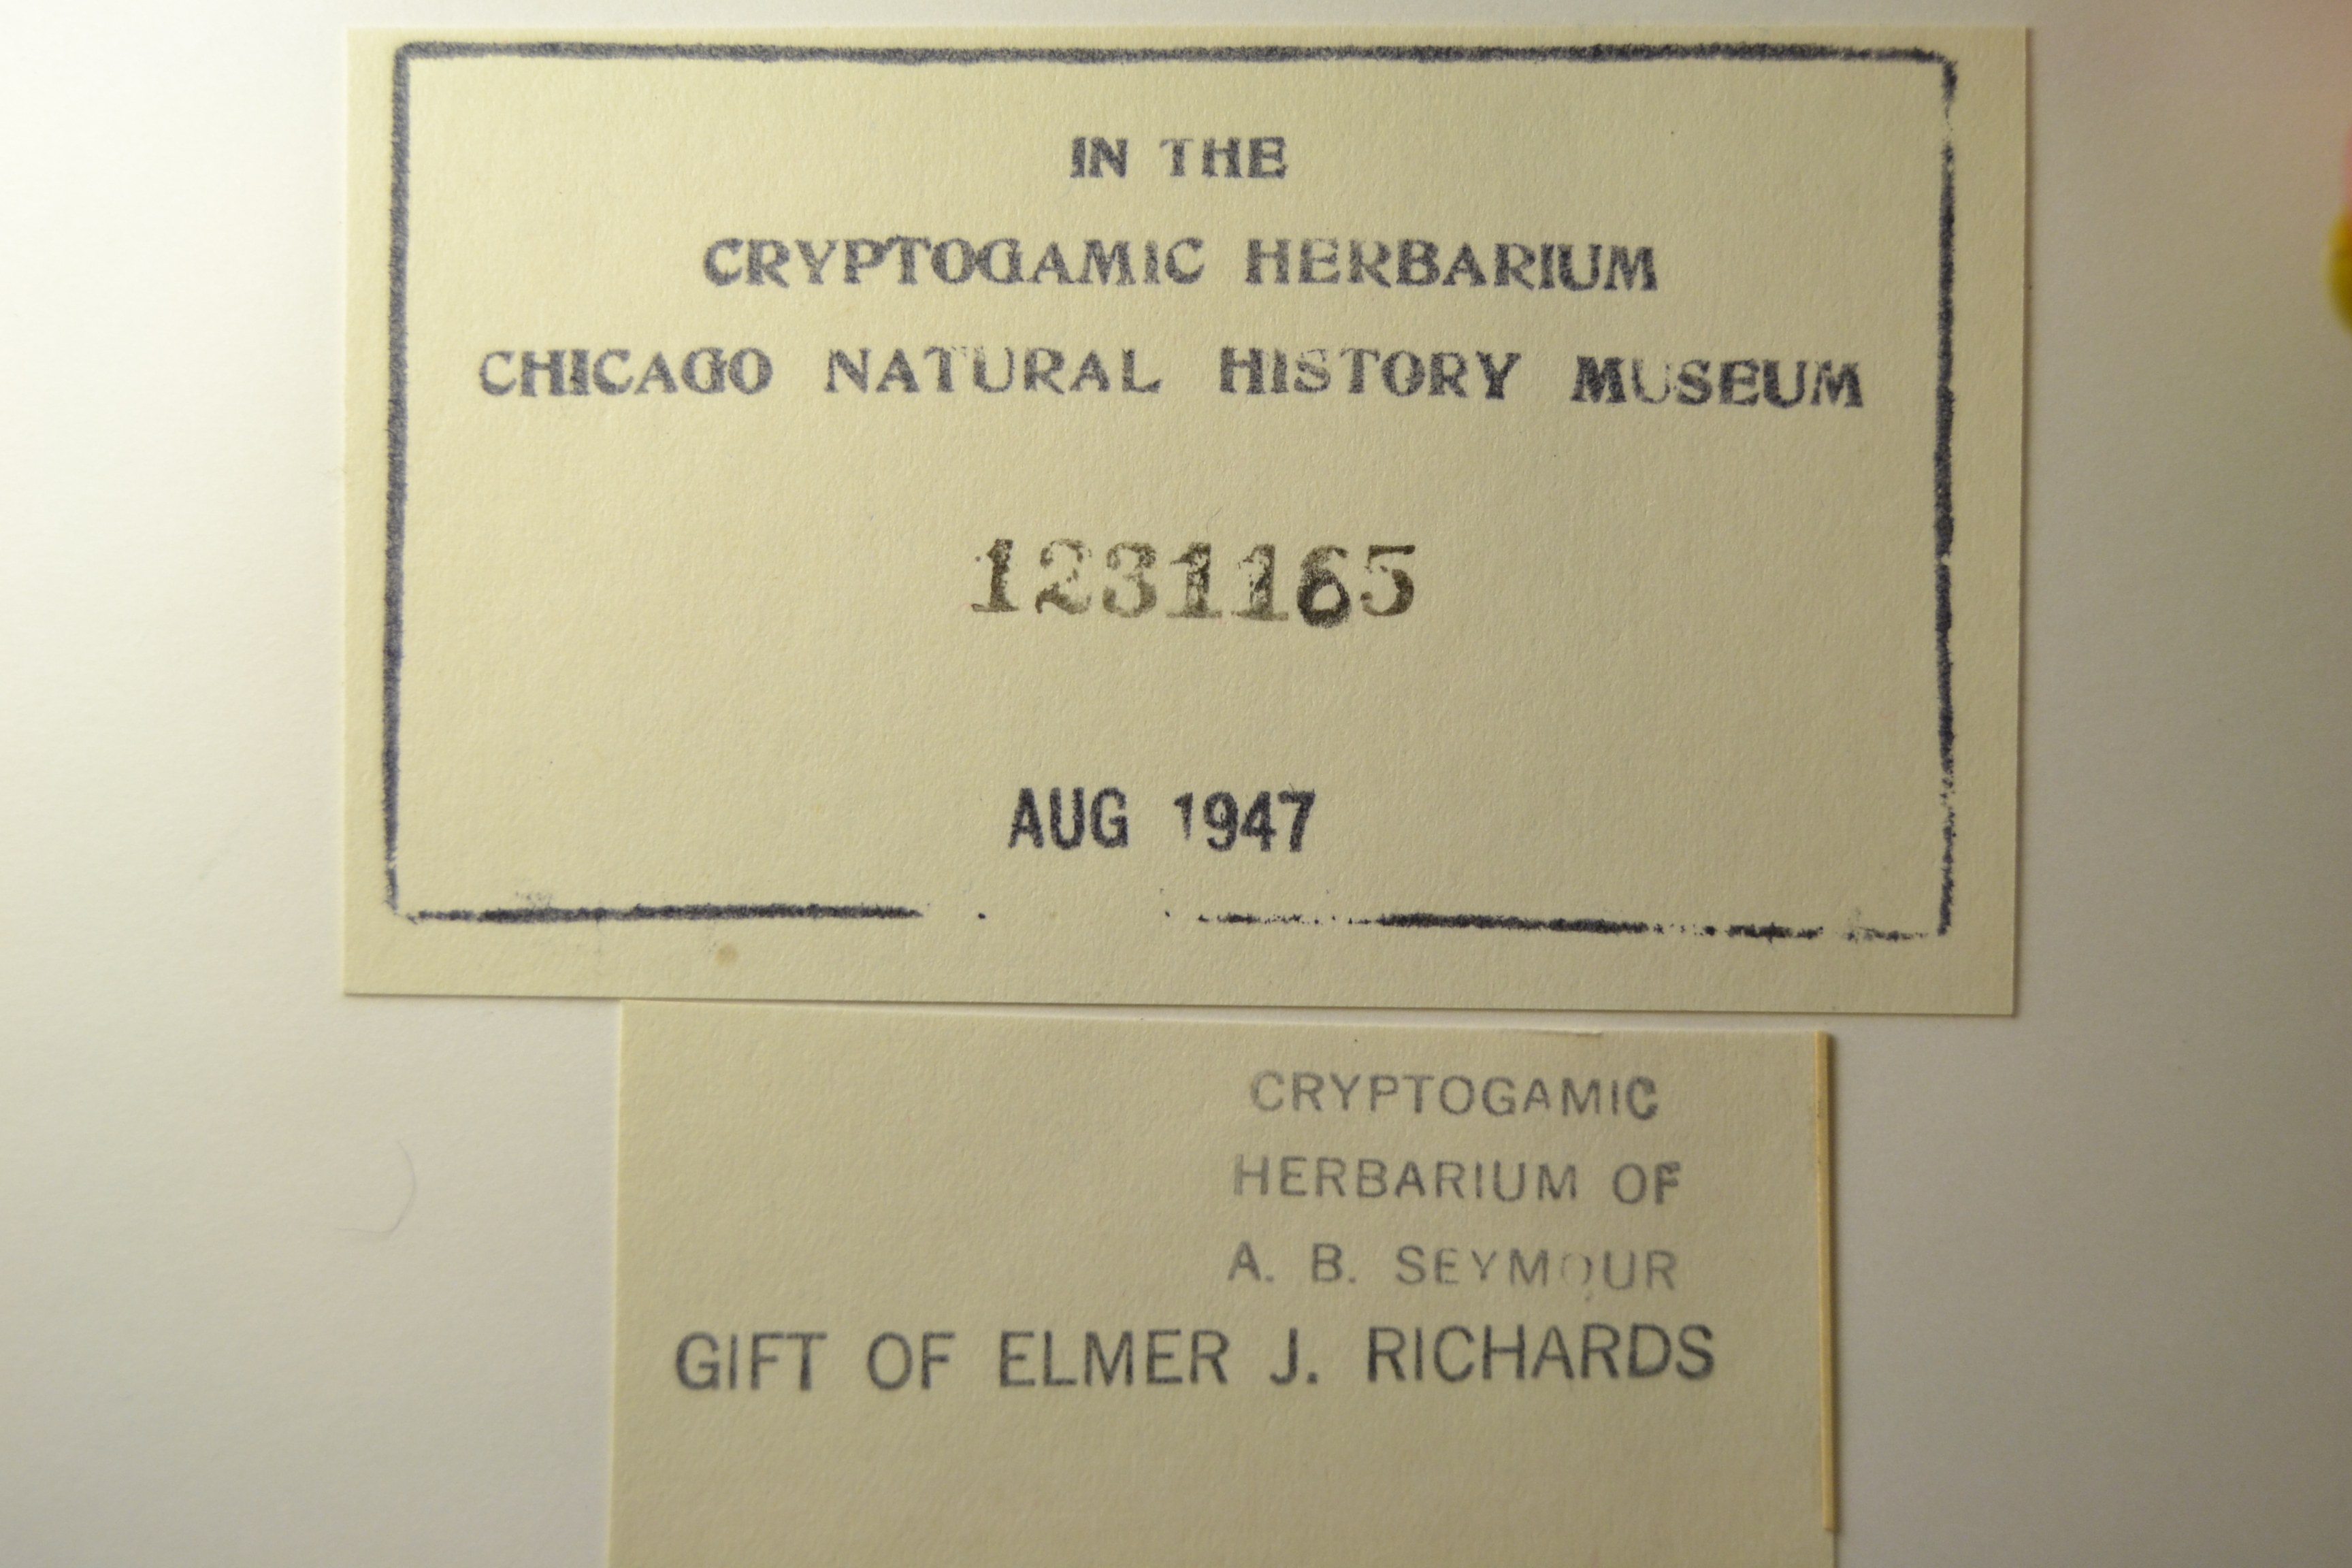 IN THE
CRYPTOGAMIC HERBARIUM
CHICAGO NATURAL HISTORY MUSEUM
1231165
AUG 1947
CRYPTOGAMIC
HERBARIUM OF
A. B. SEYMOUR
GIFT OF ELMER J. RICHARDS